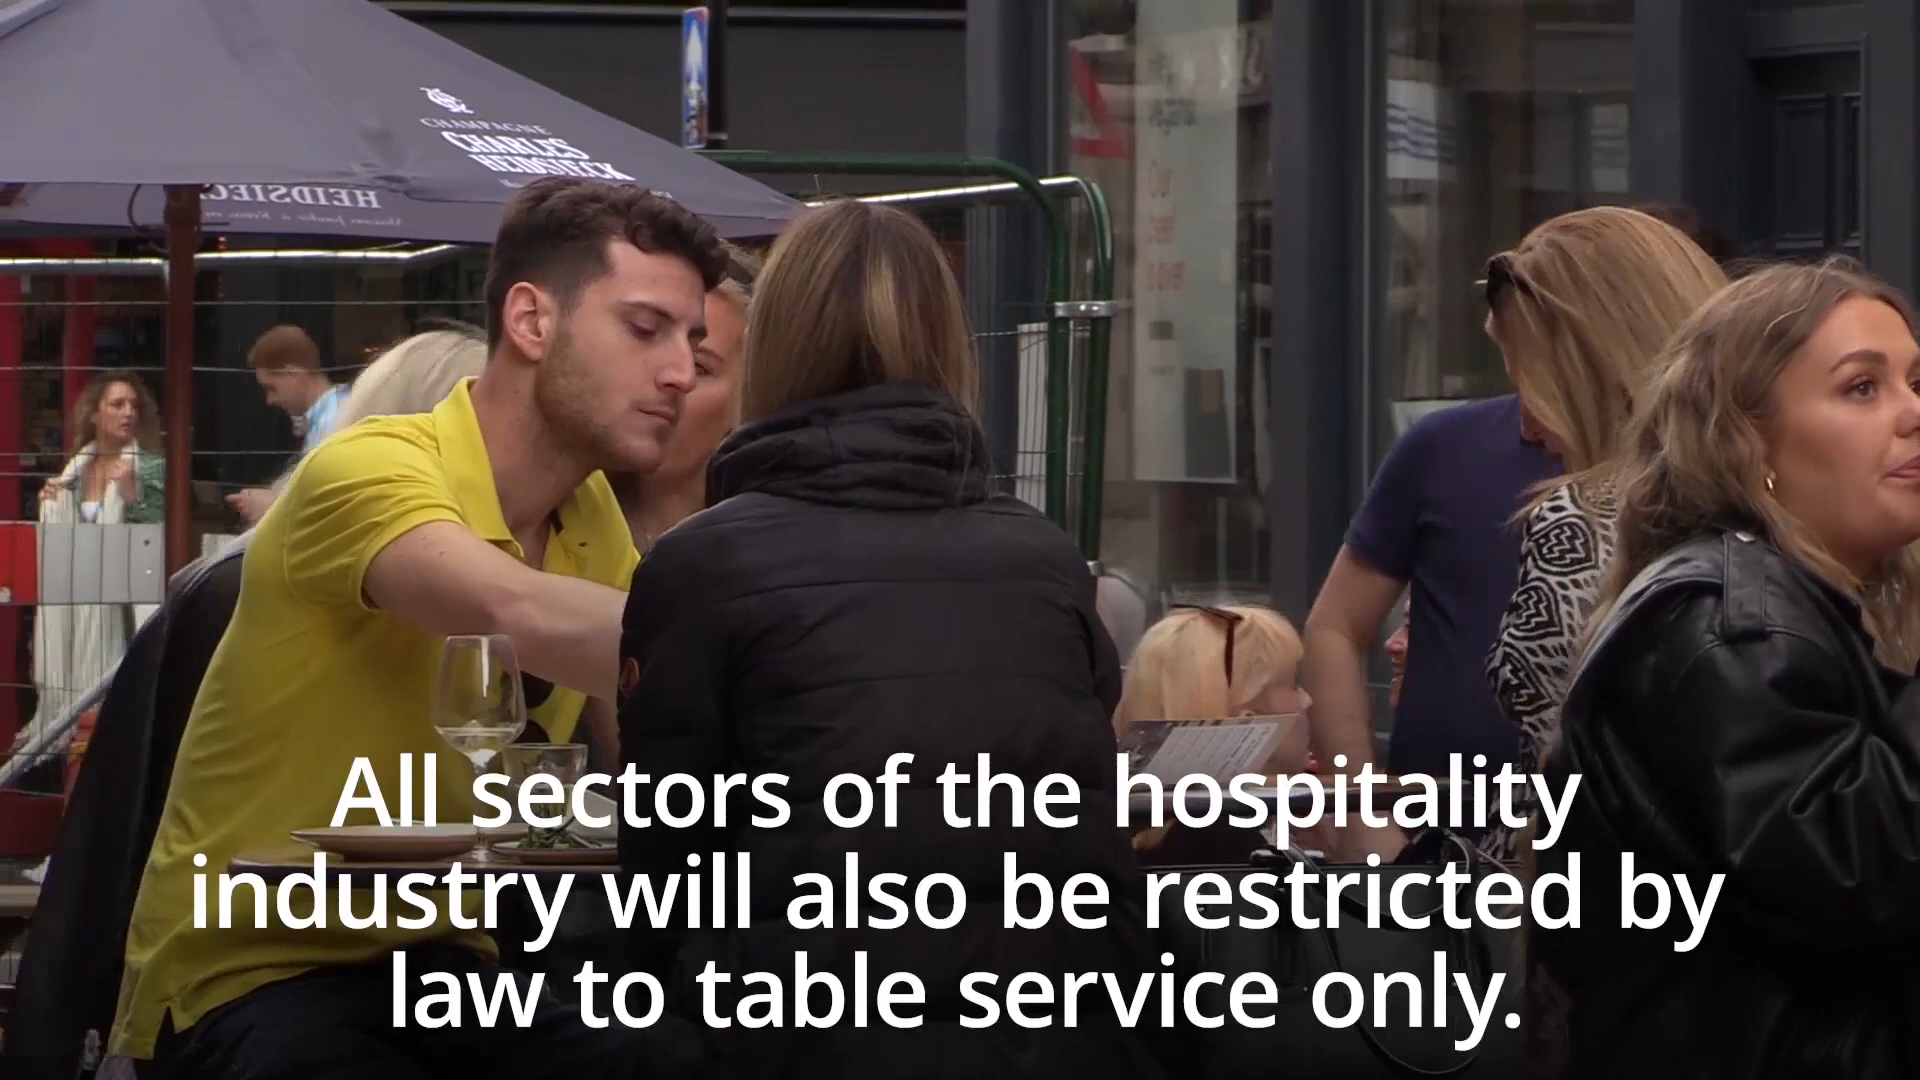 CHAMPAGNE
CHARLES
HEIDSIECK
HEIDSIEC
All sectors of the hospitality
industry will also be restricted by
law to table service only.